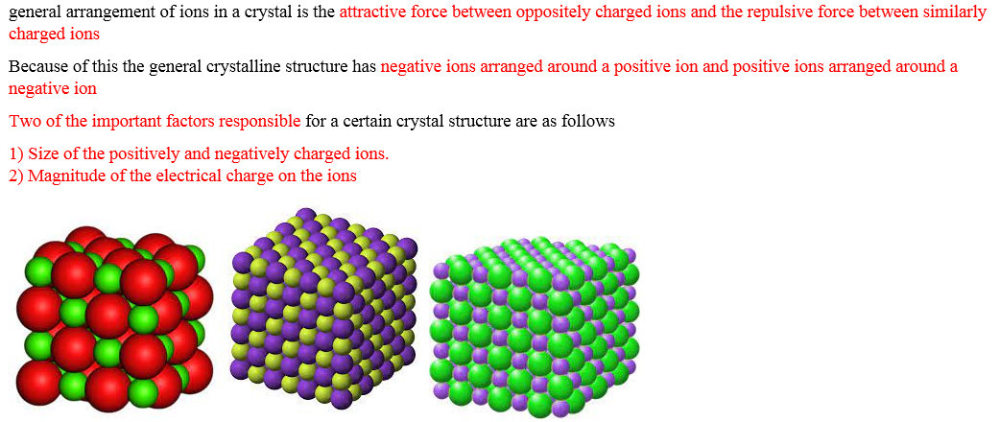 general arrangement of ions in a crystal is the attractive force between oppositely charged ions and the repulsive force between similarly
charged ions
Because of this the general crystalline structure has negative ions arranged around a positive ion and positive ions arranged around a
negative ion
Two of the important factors responsible for a certain crystal structure are as follows
1) Size of the positively and negatively charged ions.
2) Magnitude of the electrical charge on the ions